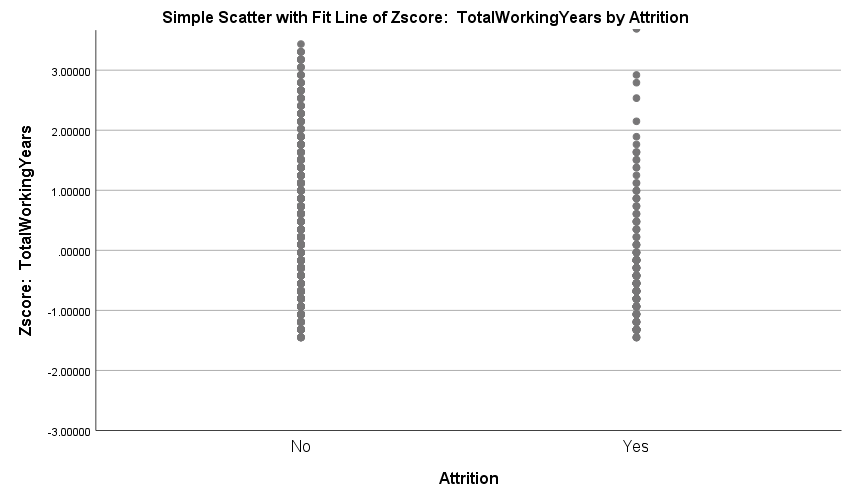 Simple Scatter with Fit Line of Zscore:  TotalWorkingYears by Attrition
Zscore:  TotalWorkingYears
3.00000
2.00000
1.00000
.00000
-1.00000
-2.00000
-3.00000
No
Yes
Attrition